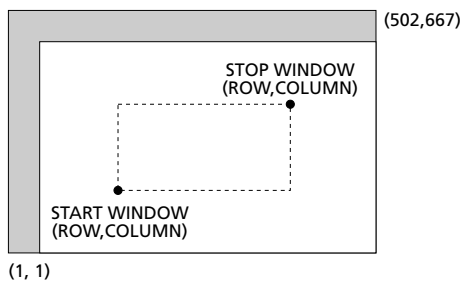 (502,667)
STOP WINDOW
(ROW,COLUMN)
START WINDOW
(ROW,COLUMN)
(1, 1)